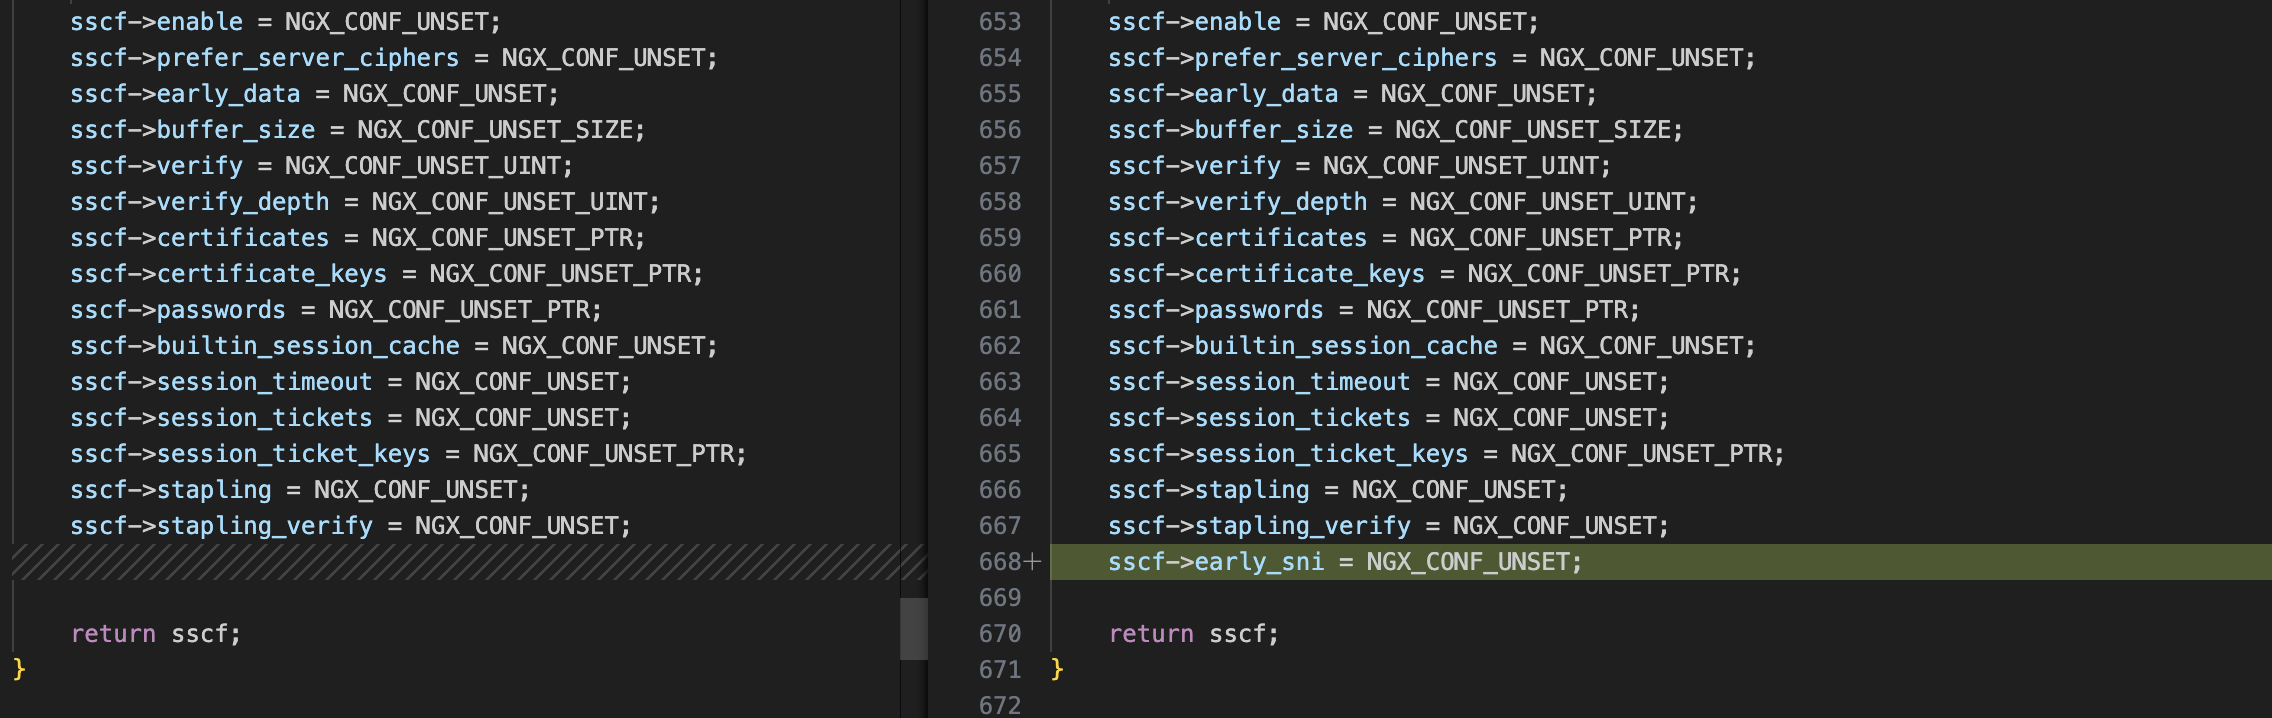 sscf->enable = NGX_CONF_UNSET;
sscf->prefer_server_ciphers = NGX_CONF_UNSET;
sscf->early_data = NGX_CONF_UNSET;
sscf->buffer_size = NGX_CONF_UNSET_SIZE;
sscf->verify = NGX_CONF_UNSET_UINT;
sscf->verify_depth = NGX_CONF_UNSET_UINT;
sscf->certificates = NGX_CONF_UNSET_PTR;
sscf->certificate_keys = NGX_CONF_UNSET_PTR;
sscf->passwords = NGX_CONF_UNSET_PTR;
sscf->builtin_session_cache = NGX_CONF_UNSET;
sscf->session_timeout = NGX_CONF_UNSET;
sscf->session_tickets = NGX_CONF_UNSET;
sscf->session_ticket_keys = NGX_CONF_UNSET_PTR;
sscf->stapling = NGX_CONF_UNSET;
sscf->stapling_verify = NGX_CONF_UNSET;
return sscf;
}
653 sscf->enable = NGX_CONF_UNSET;
654 sscf->prefer_server_ciphers = NGX_CONF_UNSET;
655 sscf->early_data = NGX_CONF_UNSET;
656 sscf->buffer_size = NGX_CONF_UNSET_SIZE;
657 sscf->verify = NGX_CONF_UNSET_UINT;
658 sscf->verify_depth = NGX_CONF_UNSET_UINT;
659 sscf->certificates = NGX_CONF_UNSET_PTR;
660 sscf->certificate_keys = NGX_CONF_UNSET_PTR;
661 sscf->passwords = NGX_CONF_UNSET_PTR;
662 sscf->builtin_session_cache = NGX_CONF_UNSET;
663 sscf->session_timeout = NGX_CONF_UNSET;
664 sscf->session_tickets = NGX_CONF_UNSET;
665 sscf->session_ticket_keys = NGX_CONF_UNSET_PTR;
666 sscf->stapling = NGX_CONF_UNSET;
667 sscf->stapling_verify = NGX_CONF_UNSET;
668+ sscf->early_sni = NGX_CONF_UNSET;
669
670 return sscf;
671 }
672